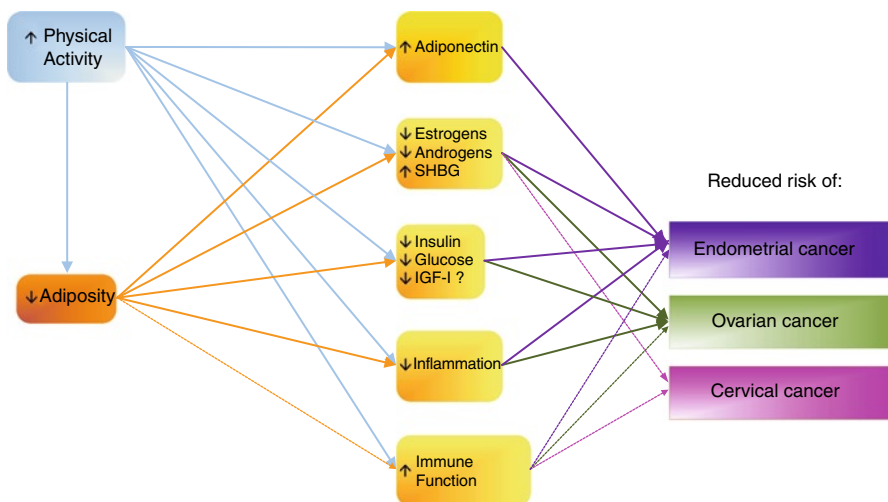 ↑ Physical
Activity
↓ Adiposity
↑ Adiponectin
↓ Estrogens
↓ Androgens
↑ SHBG
↓ Insulin
↓ Glucose
↓ IGF-I ?
↓ Inflammation
↑ Immune
Function
Reduced risk of:
Endometrial cancer
Ovarian cancer
Cervical cancer